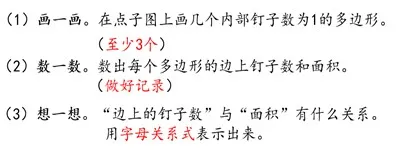 （1）画一画。在点子图上画几个内部钉子数为1的多边形。
（至少3个）
（2）数一数。数出每个多边形的边上钉子数和面积。
（做好记录）
（3）想一想。“边上的钉子数”与“面积”有什么关系。
用字母关系式表示出来。